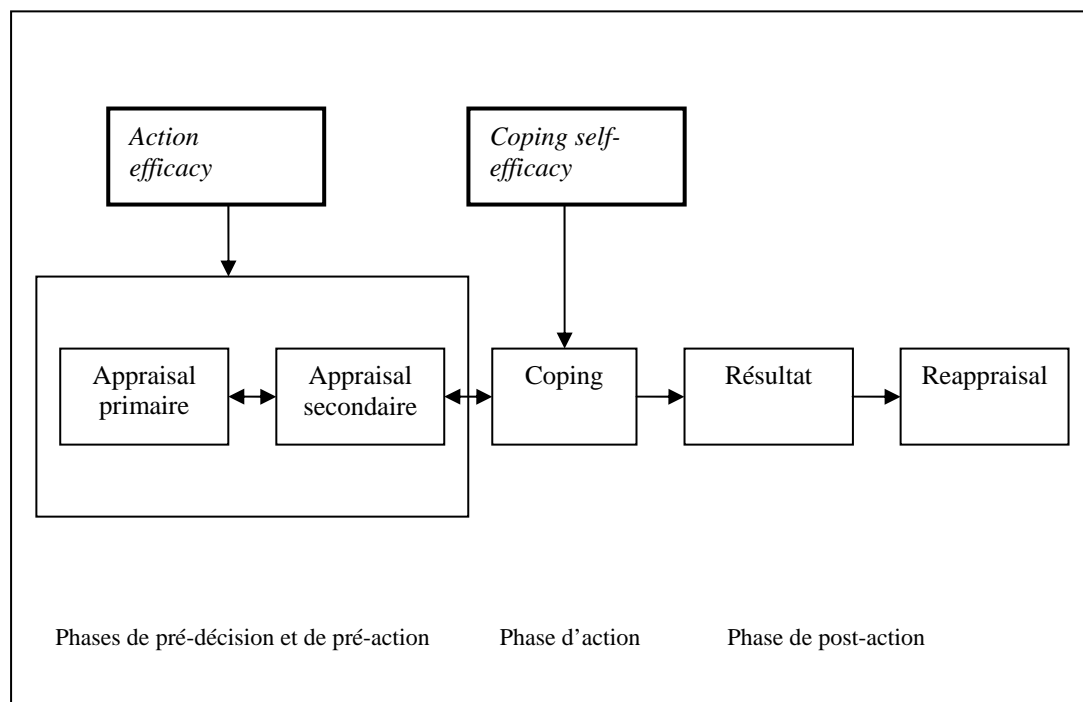 Action
efficacy
Coping self-
efficacy
Appraisal
primaire
Appraisal
secondaire
Coping
Résultat
Reappraisal
Phases de pré-décision et de pré-action
Phase d’action
Phase de post-action